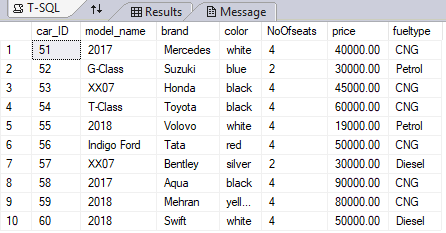 T-SQL Results Message
car_ID model_name brand color NoOfseats price fueltype
1 51 2017 Mercedes white 4 40000.00 CNG
2 52 G-Class Suzuki blue 2 30000.00 Petrol
3 53 XX07 Honda black 4 45000.00 CNG
4 54 T-Class Toyota black 4 60000.00 CNG
5 55 2018 Volovo white 4 19000.00 Petrol
6 56 Indigo Ford Tata red 4 50000.00 CNG
7 57 XX07 Bentley silver 2 30000.00 Diesel
8 58 2017 Aqua black 4 90000.00 CNG
9 59 2018 Mehran yell... 4 80000.00 CNG
10 60 2018 Swift white 4 50000.00 Diesel